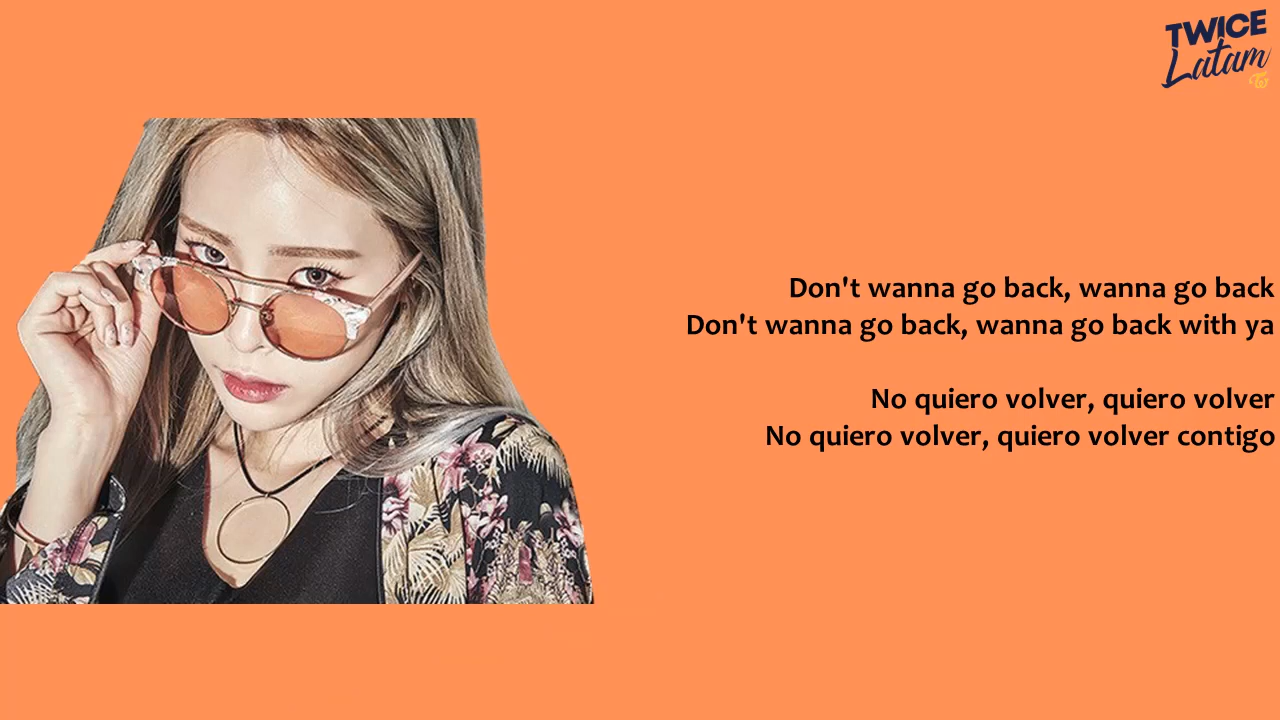 TWICE
Latam
Don't wanna go back, wanna go back
Don't wanna go back, wanna go back with ya
No quiero volver, quiero volver
No quiero volver, quiero volver contigo